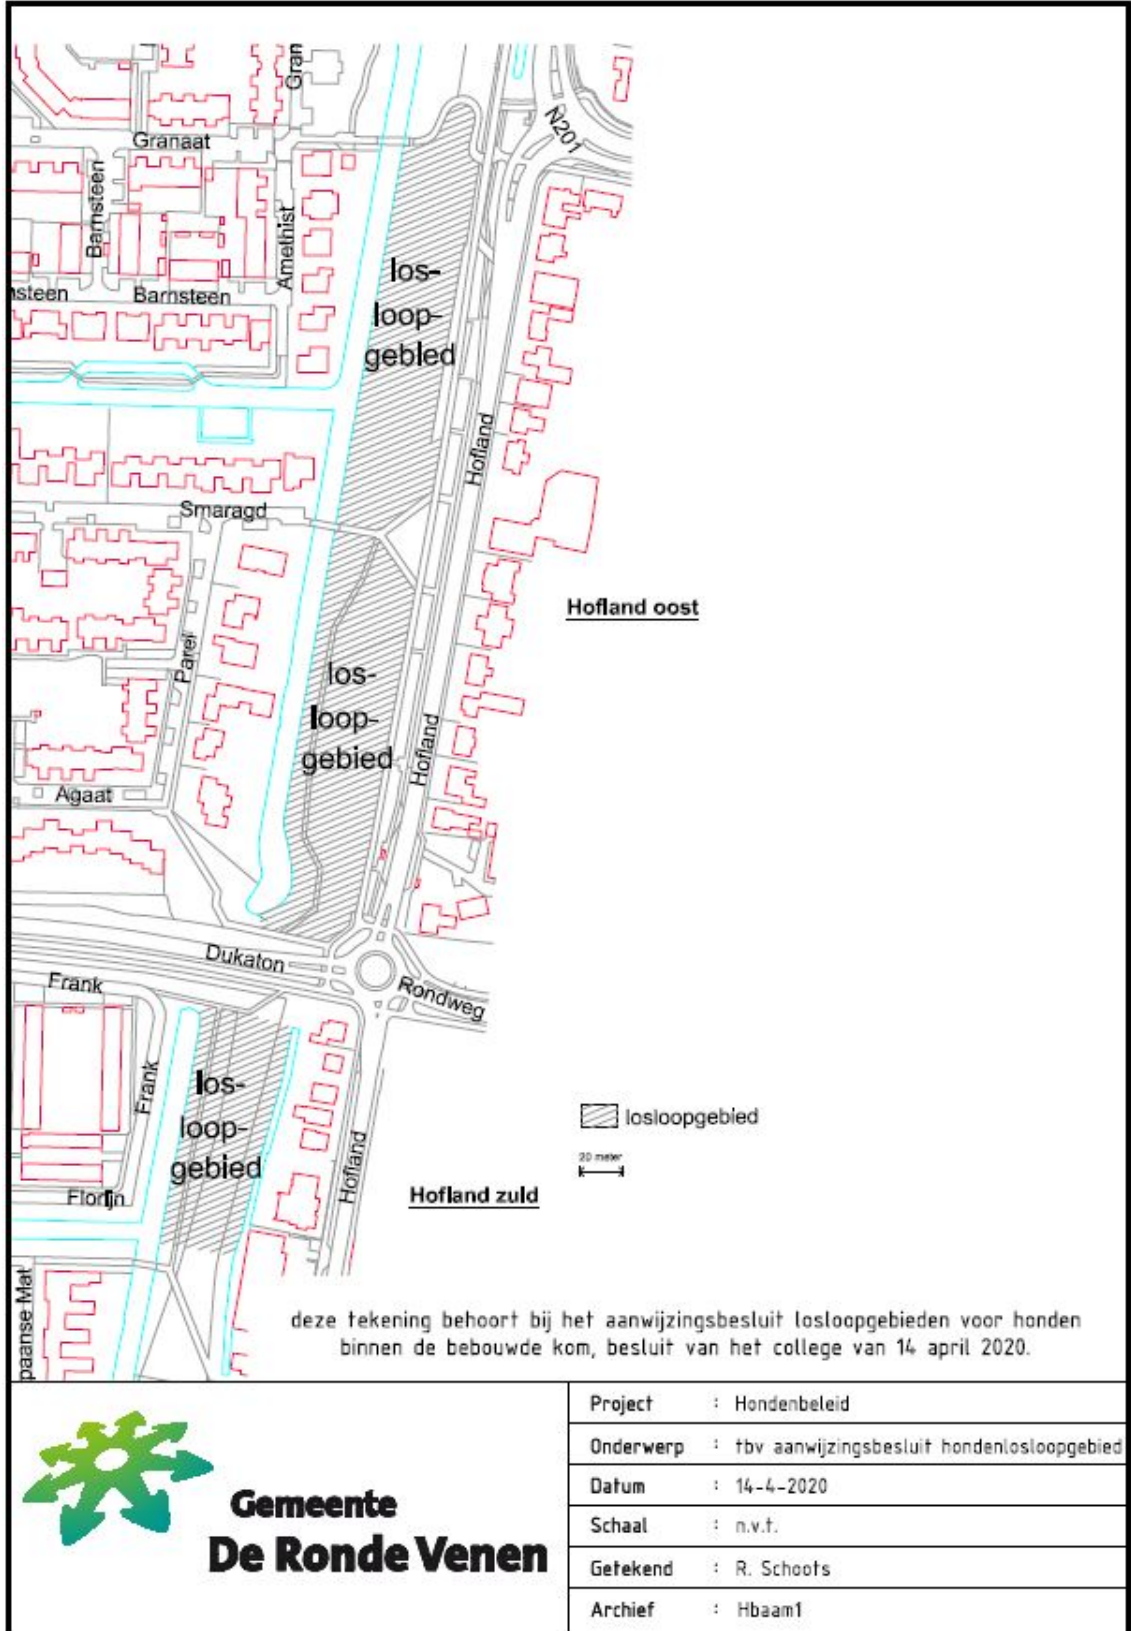 Gran
N201
Granaat
Barnsteen
Amethist
nsteen
Barnsteen
los-
loop-
gebied
Hofland
Smaragd
Hofland oost
Parel
los-
loop-
gebied
Hofland
Agaat
Dukaton
Frank
Rondweg
Frank
los-
loop-
gebied
losloopgebied
20 meter
Hofland
Florijn
Hofland zuid
paanse Mat
deze tekening behoort bij het aanwijzingsbesluit losloopgebieden voor honden
binnen de bebouwde kom, besluit van het college van 14 april 2020.
Gemeente
De Ronde Venen
Project : Hondenbeleid
Onderwerp : tbv aanwijzingsbesluit hondenlosloopgebied
Datum : 14-4-2020
Schaal : n.v.t.
Getekend : R. Schoots
Archief : Hbaam1